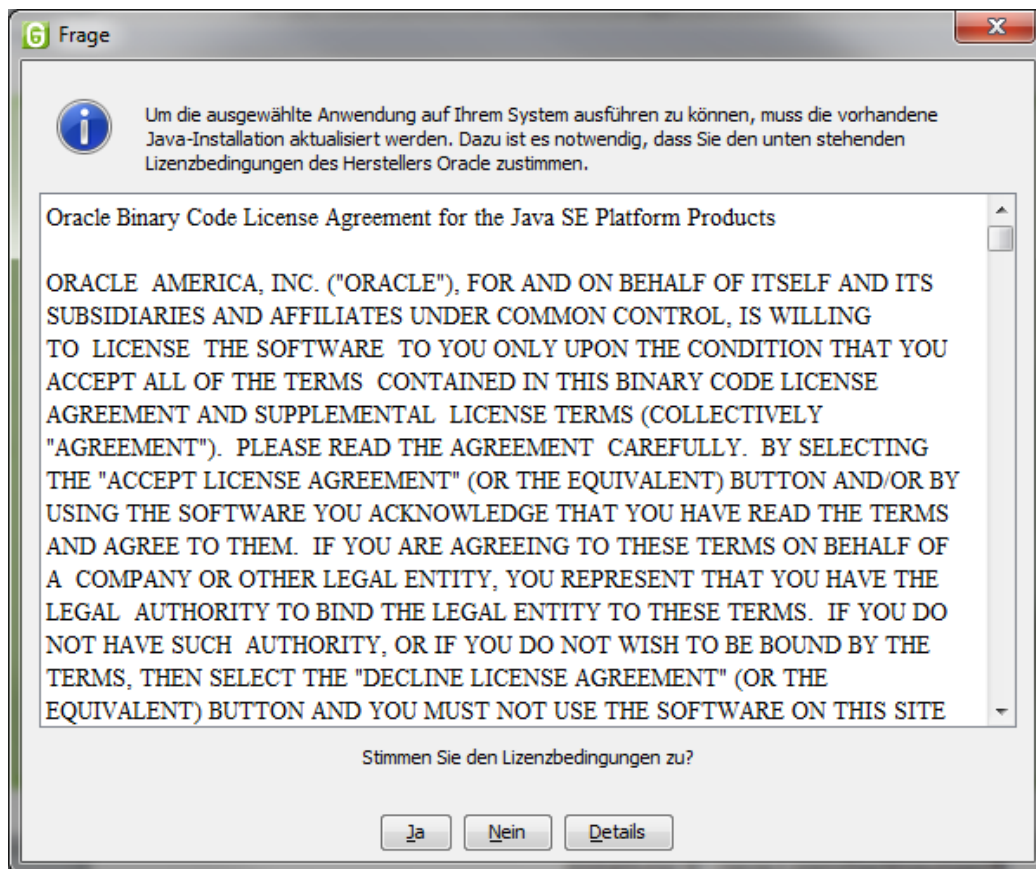 Frage
Um die ausgewählte Anwendung auf Ihrem System ausführen zu können, muss die vorhandene
Java-Installation aktualisiert werden. Dazu ist es notwendig, dass Sie den unten stehenden
Lizenzbedingungen des Herstellers Oracle zustimmen.
Oracle Binary Code License Agreement for the Java SE Platform Products
ORACLE  AMERICA, INC. ("ORACLE"), FOR AND ON BEHALF OF ITSELF AND ITS
SUBSIDIARIES AND AFFILIATES UNDER COMMON CONTROL, IS WILLING
TO  LICENSE  THE SOFTWARE  TO YOU ONLY UPON THE CONDITION THAT YOU
ACCEPT ALL OF THE TERMS  CONTAINED IN THIS BINARY CODE LICENSE
AGREEMENT AND SUPPLEMENTAL  LICENSE TERMS (COLLECTIVELY
"AGREEMENT").  PLEASE READ THE AGREEMENT  CAREFULLY.  BY SELECTING
THE "ACCEPT LICENSE AGREEMENT" (OR THE EQUIVALENT) BUTTON AND/OR BY
USING THE SOFTWARE YOU ACKNOWLEDGE THAT YOU HAVE READ THE TERMS
AND AGREE TO THEM.  IF YOU ARE AGREEING TO THESE TERMS ON BEHALF OF
A  COMPANY OR OTHER LEGAL ENTITY, YOU REPRESENT THAT YOU HAVE THE
LEGAL  AUTHORITY TO BIND THE LEGAL ENTITY TO THESE TERMS.  IF YOU DO
NOT HAVE SUCH  AUTHORITY, OR IF YOU DO NOT WISH TO BE BOUND BY THE
TERMS, THEN SELECT THE "DECLINE LICENSE AGREEMENT" (OR THE
EQUIVALENT) BUTTON AND YOU MUST NOT USE THE SOFTWARE ON THIS SITE
Stimmen Sie den Lizenzbedingungen zu?
Ja Nein Details